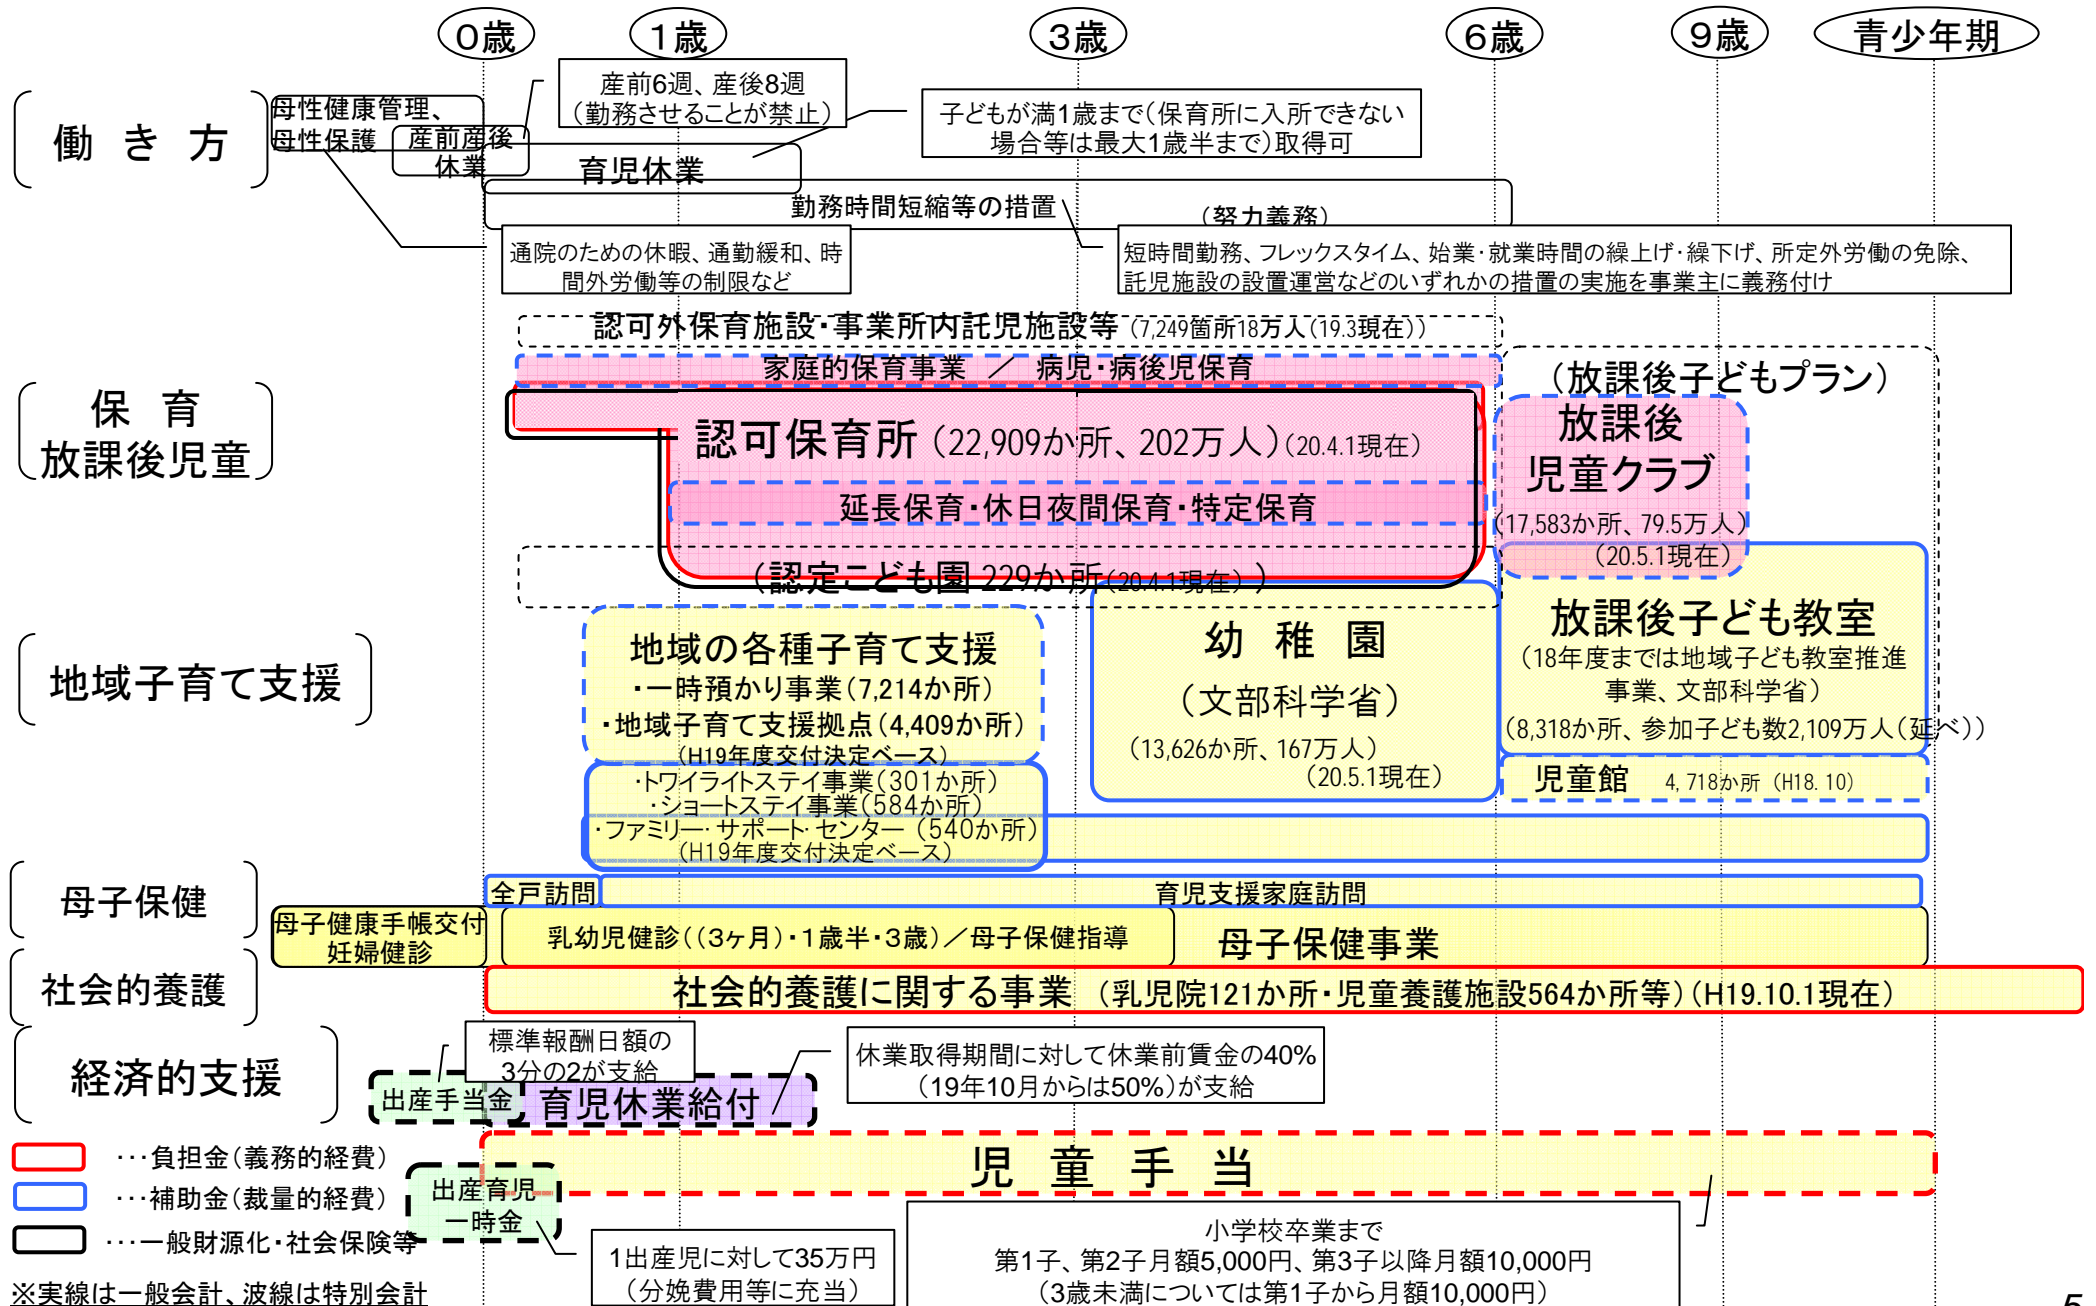 ０歳
１歳
３歳
６歳
９歳
青少年期
働き方
母性健康管理、
母性保護
産前産後
休業
産前6週、産後8週
（勤務させることが禁止）
子どもが満1歳まで（保育所に入所できない
場合等は最大1歳半まで）取得可
育児休業
勤務時間短縮等の措置
（努力義務）
通院のための休暇、通勤緩和、時
間外労働等の制限など
短時間勤務、フレックスタイム、始業・就業時間の繰上げ・繰下げ、所定外労働の免除、
託児施設の設置運営などのいずれかの措置の実施を事業主に義務付け
保育
放課後児童
認可外保育施設・事業所内託児施設等（7,249箇所18万人（19.3現在））
家庭的保育事業　／　病児・病後児保育
認可保育所（22,909か所、202万人）（20.4.1現在）
延長保育・休日夜間保育・特定保育
（認定こども園 229か所（20.4.1現在））
（放課後子どもプラン）
放課後
児童クラブ
（17,583か所、79.5万人）
（20.5.1現在）
地域子育て支援
地域の各種子育て支援
・一時預かり事業（7,214か所）
・地域子育て支援拠点（4,409か所）
（H19年度交付決定ベース）
・トワイライトステイ事業（301か所）
・ショートステイ事業（584か所）
・ファミリー・サポート・センター（540か所）
（H19年度交付決定ベース）
幼稚園
（文部科学省）
（13,626か所、167万人）
（20.5.1現在）
放課後子ども教室
（18年度までは地域子ども教室推進
事業、文部科学省）
（8,318か所、参加子ども数2,109万人（延べ））
児童館　4,718か所（H18.10）
母子保健
全戸訪問
育児支援家庭訪問
母子健康手帳交付
妊婦健診
乳幼児健診（（3ヶ月）・１歳半・３歳）／母子保健指導
母子保健事業
社会的養護
社会的養護に関する事業　（乳児院121か所・児童養護施設564か所等）（H19.10.1現在）
経済的支援
標準報酬日額の
3分の2が支給
出産手当金
育児休業給付
休業取得期間に対して休業前賃金の40%
（19年10月からは50%）が支給
児童手当
出産育児
一時金
1出産児に対して35万円
（分娩費用等に充当）
小学校卒業まで
第1子、第2子月額5,000円、第3子以降月額10,000円
（3歳未満については第1子から月額10,000円）
…負担金（義務的経費）
…補助金（裁量的経費）
…一般財源化・社会保険等
※実線は一般会計、波線は特別会計
5